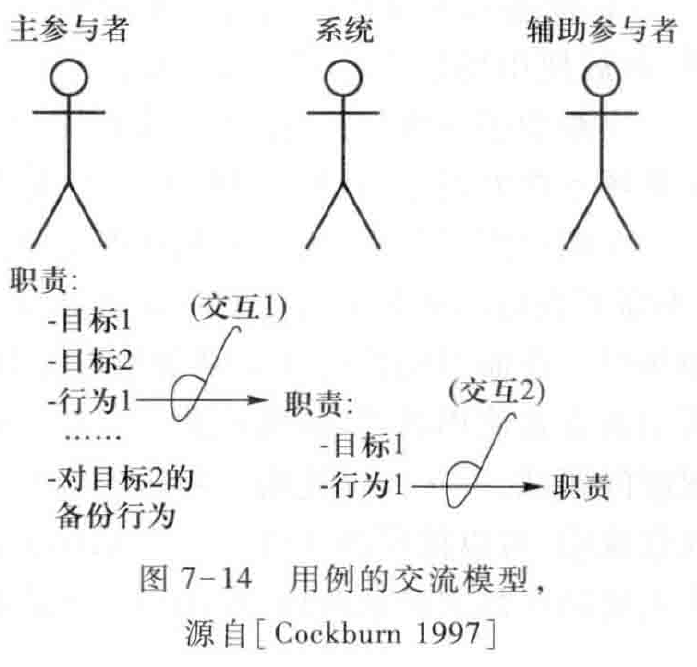 主参与者
系统
辅助参与者
职责:
-目标1
-目标2
-行为1
……
-对目标2的
备份行为
(交互1)
职责:
-目标1
-行为1
(交互2)
职责
图 7-14 用例的交流模型,
源自[Cockburn 1997]